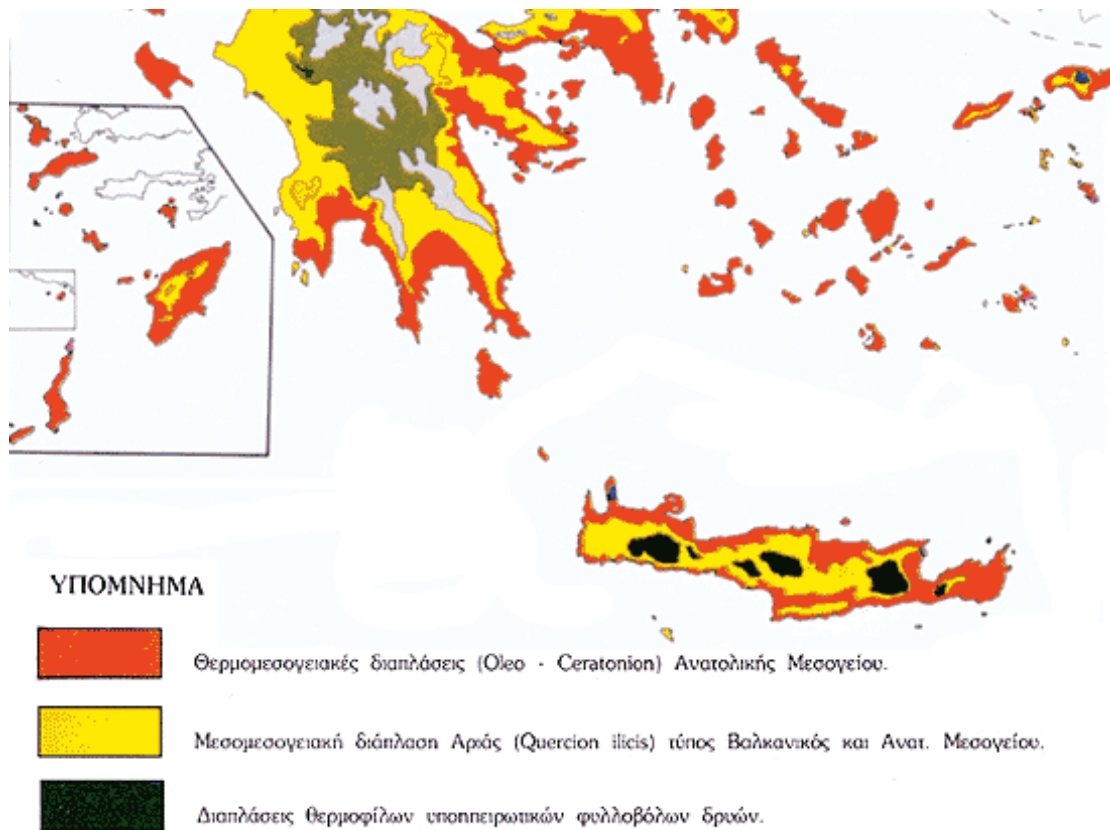 ΥΠΟΜΝΗΜΑ
Θερμομεσογειακές διαπλάσεις (Oleo - Ceratonion) Ανατολικής Μεσογείου.
Μεσομεσογειακή διάπλαση Αριάς (Quercion ilicis) τύπος Βαλκανικός και Ανατ. Μεσογείου.
Διαπλάσεις θερμοφίλων υποηπειρωτικών φυλλοβόλων δρυών.